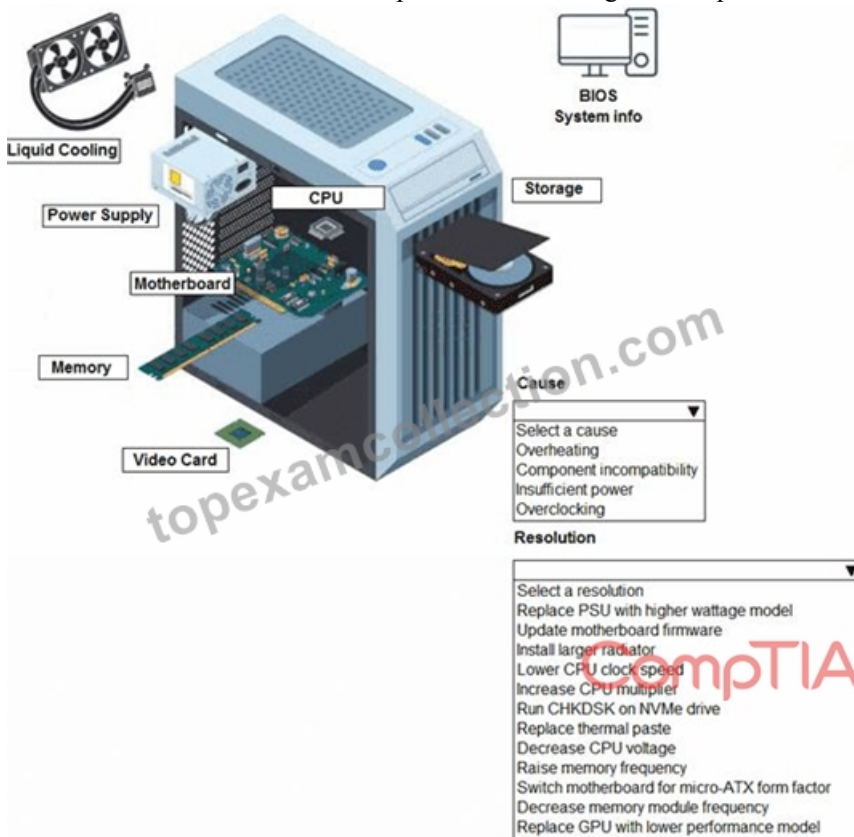 BIOS
System info
Liquid Cooling
CPU
Storage
Power Supply
Motherboard
Memory
Video Card
topexamcollection.com
Cause
Select a cause
Overheating
Component incompatibility
Insufficient power
Overclocking
Resolution
Select a resolution
Replace PSU with higher wattage model
Update motherboard firmware
Install larger radiator
Lower CPU clock speed
Increase CPU multiplier
Run CHKDSK on NVMe drive
Replace thermal paste
Decrease CPU voltage
Raise memory frequency
Switch motherboard for micro-ATX form factor
Decrease memory module frequency
Replace GPU with lower performance model
CompTIA